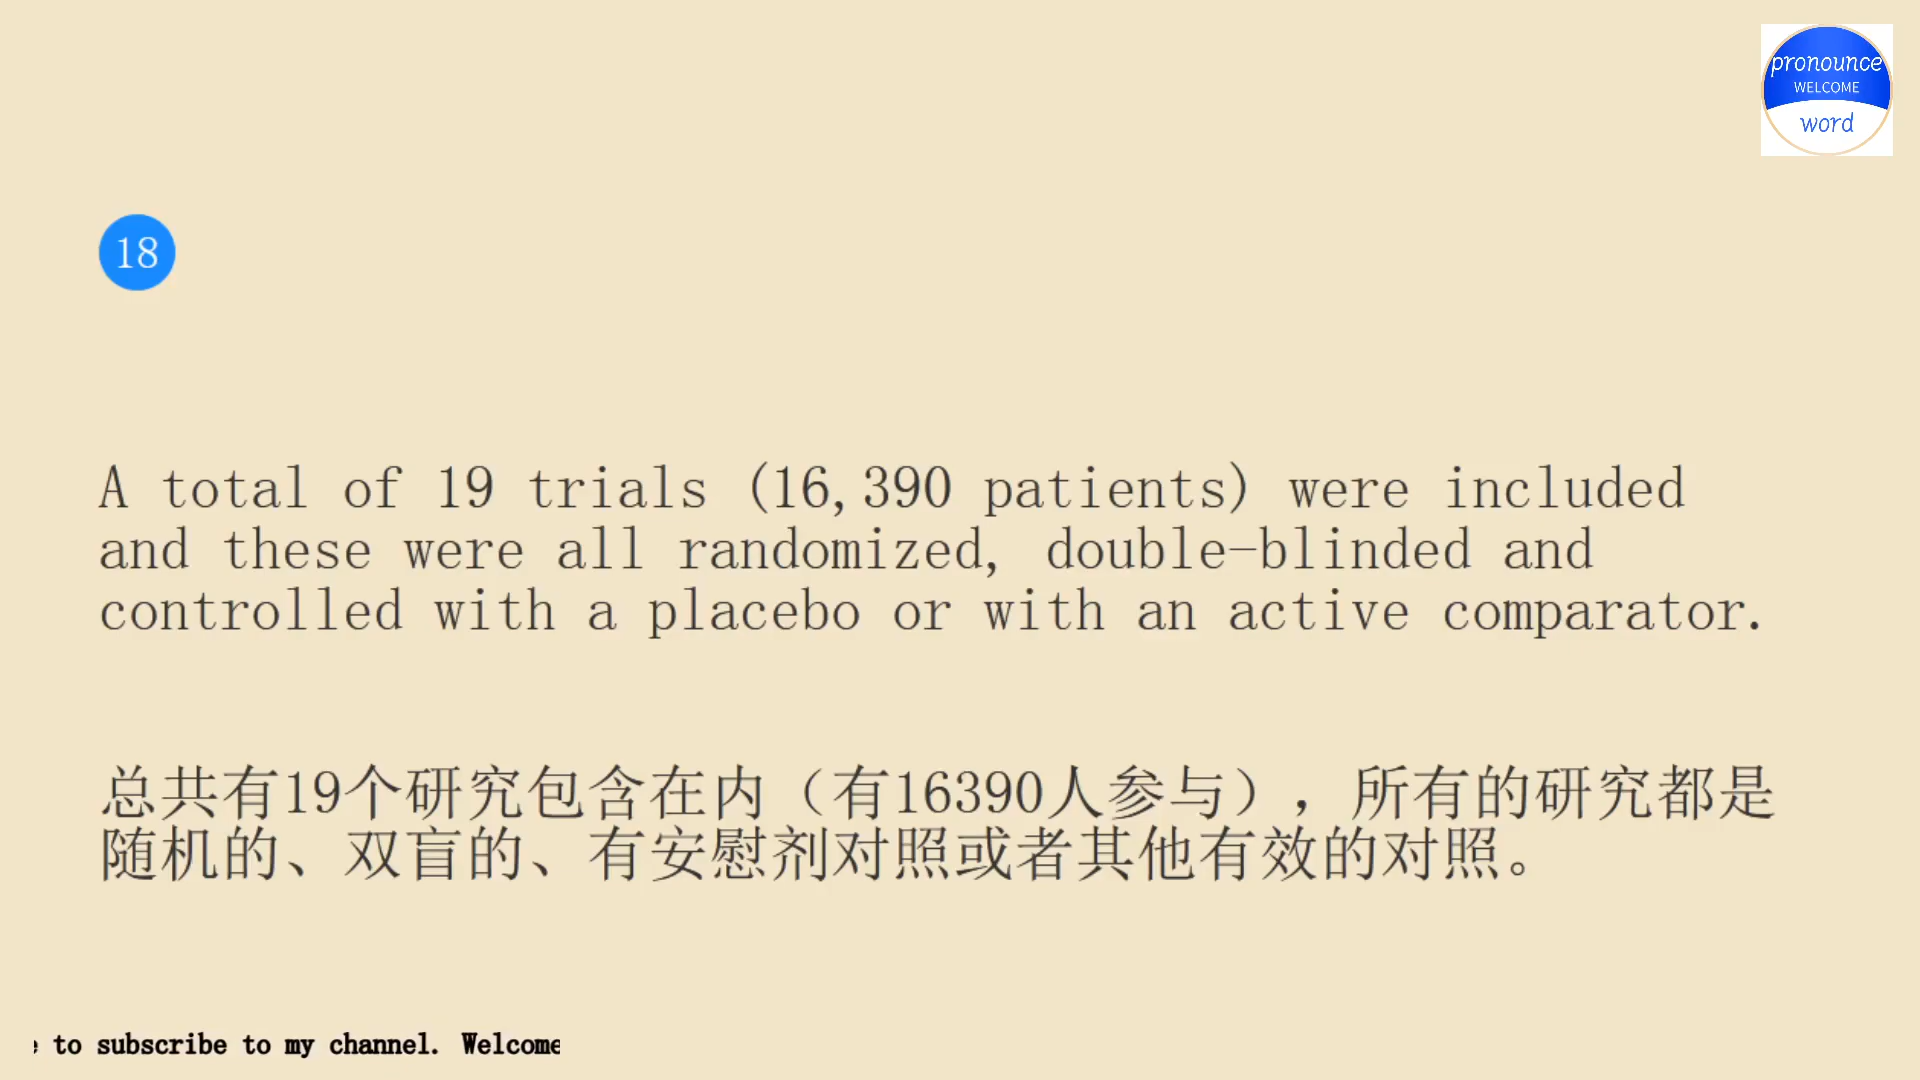 pronounce
WELCOME
word
18
A total of 19 trials (16,390 patients) were included
and these were all randomized, double-blinded and
controlled with a placebo or with an active comparator.
总共有19个研究包含在内（有16390人参与），所有的研究都是
随机的、双盲的、有安慰剂对照或者其他有效的对照。
to subscribe to my channel. Welcome